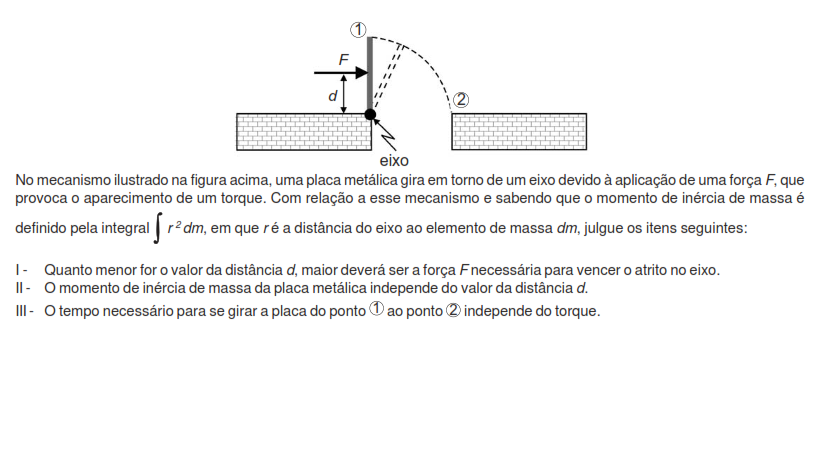 ①
F
d
②
eixo
No mecanismo ilustrado na figura acima, uma placa metálica gira em torno de um eixo devido à aplicação de uma força F, que
provoca o aparecimento de um torque. Com relação a esse mecanismo e sabendo que o momento de inércia de massa é
definido pela integral ∫ r² dm, em que r é a distância do eixo ao elemento de massa dm, julgue os itens seguintes:
I - Quanto menor for o valor da distância d, maior deverá ser a força F necessária para vencer o atrito no eixo.
II - O momento de inércia de massa da placa metálica independe do valor da distância d.
III - O tempo necessário para se girar a placa do ponto ① ao ponto ② independe do torque.